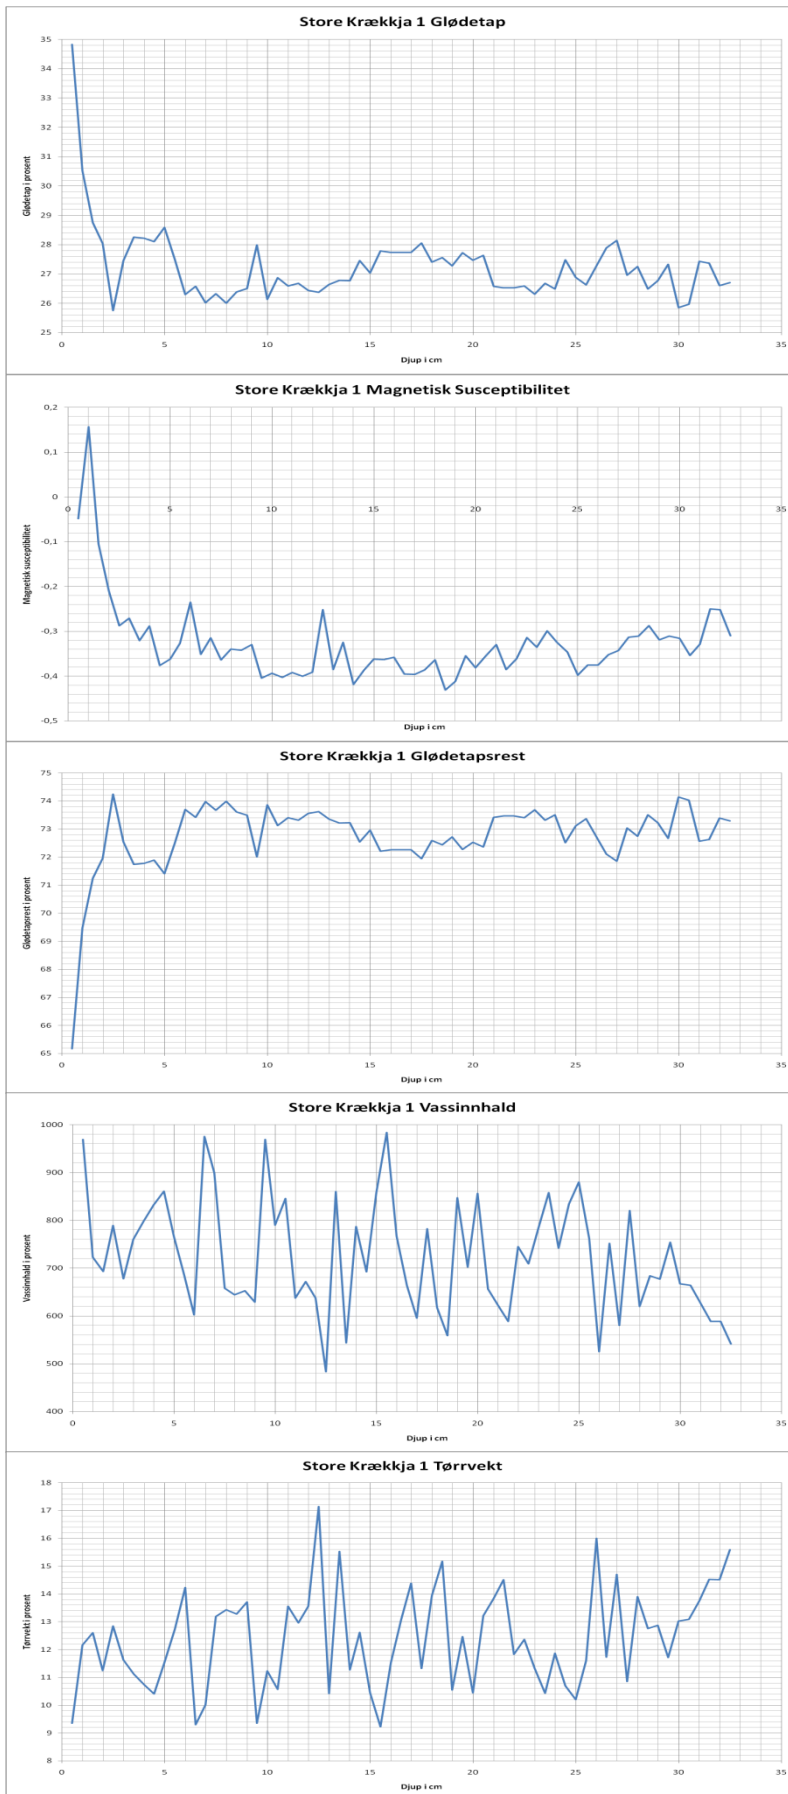 Store Krækkja 1 Glødetap
35
34
33
32
31
30
29
28
27
26
25
Glødetap i prosent
0 5 10 15 20 25 30 35
Djup i cm
Store Krækkja 1 Magnetisk Susceptibilitet
0,2
0,1
0
-0,1
-0,2
-0,3
-0,4
-0,5
Magnetisk susceptibilitet
0 5 10 15 20 25 30 35
Djup i cm
Store Krækkja 1 Glødetapsrest
75
74
73
72
71
70
69
68
67
66
65
Glødetapsrest i prosent
0 5 10 15 20 25 30 35
Djup i cm
Store Krækkja 1 Vassinnhald
1000
900
800
700
600
500
400
Vassinnhald i prosent
0 5 10 15 20 25 30 35
Djup i cm
Store Krækkja 1 Tørrvekt
18
17
16
15
14
13
12
11
10
9
8
Tørrvekt i prosent
0 5 10 15 20 25 30 35
Djup i cm